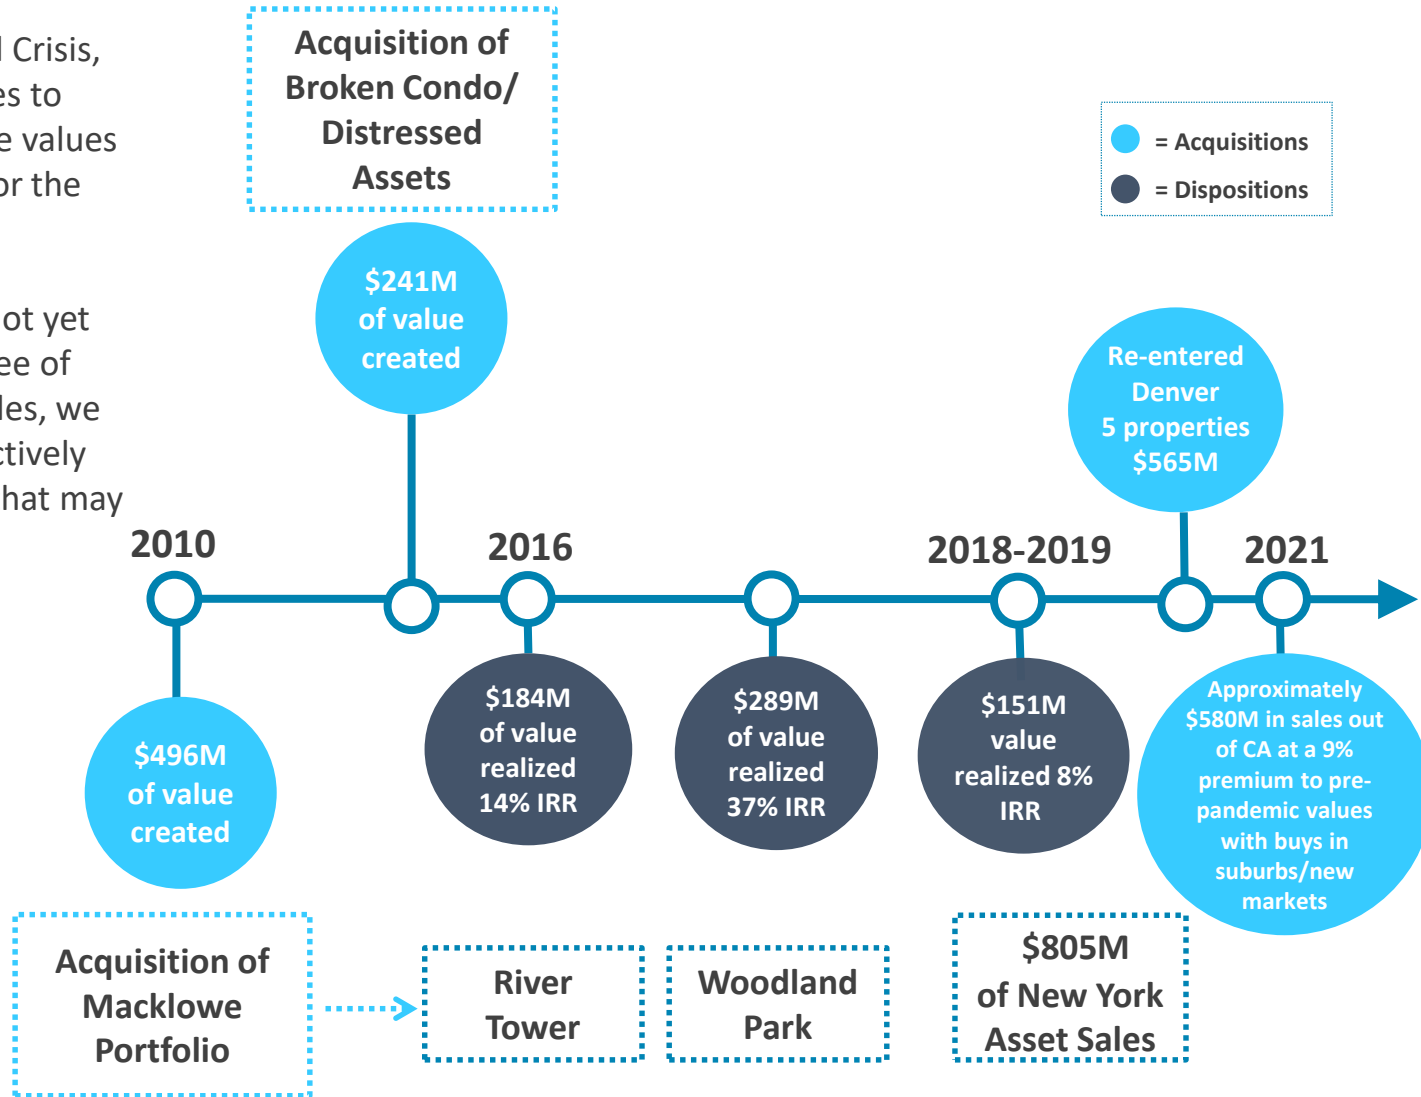 l Crisis,
es to
e values
or the
ot yet
ee of
les, we
ctively
that may
Acquisition of
Broken Condo/
Distressed
Assets
= Acquisitions
= Dispositions
$241M
of value
created
Re-entered
Denver
5 properties
$565M
2010
2016
2018-2019
2021
$496M
of value
created
$184M
of value
realized
14% IRR
$289M
of value
realized
37% IRR
$151M
value
realized 8%
IRR
Approximately
$580M in sales out
of CA at a 9%
premium to pre-
pandemic values
with buys in
suburbs/new
markets
Acquisition of
Macklowe
Portfolio
River
Tower
Woodland
Park
$805M
of New York
Asset Sales